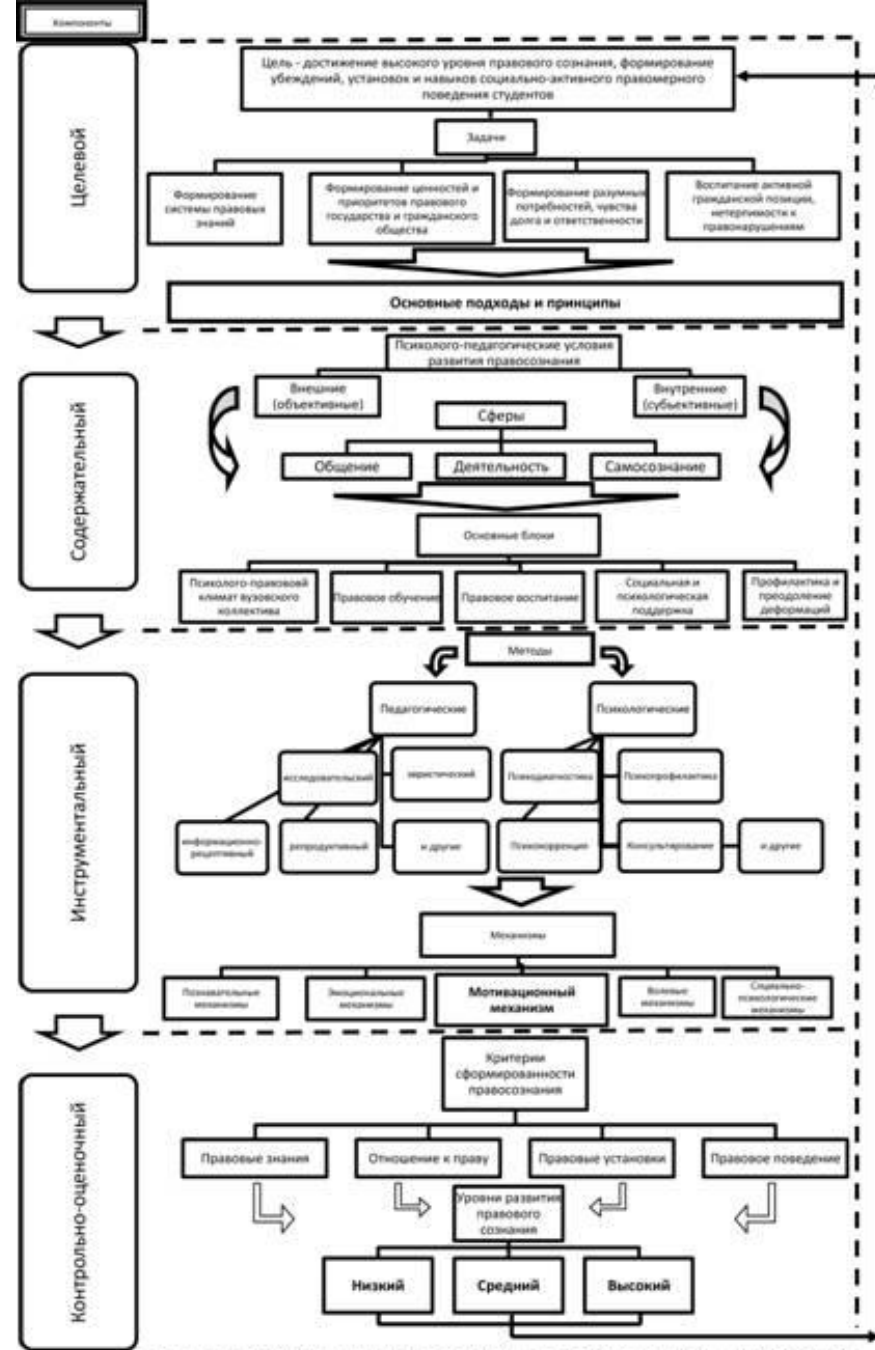 Компоненты
Целевой
Цель - достижение высокого уровня правового сознания, формирование
убеждений, установок и навыков социально-активного правомерного
поведения студентов
Задачи
Формирование
системы правовых
знаний
Формирование ценностей и
приоритетов правового
государства и гражданского
общества
Формирование разумных
потребностей, чувства
долга и ответственности
Воспитание активной
гражданской позиции,
нетерпимости к
правонарушениям
Основные подходы и принципы
Содержательный
Психолого-педагогические условия
развития правосознания
Внешние
(объективные)
Внутренние
(субъективные)
Сферы
Общение
Деятельность
Самосознание
Основные блоки
Психолого-правововй
климат вузовского
коллектива
Правовое обучение
Правовое воспитание
Социальная и
психологическая
поддержка
Профилактика и
преодоление
деформаций
Инструментальный
Методы
Педагогические
Психологические
исследовательский
эвристический
Психодиагностика
Психопрофилактика
информационно-
рецептивный
репродуктивный
и другие
Психокоррекция
Консультирование
и другие
Механизмы
Познавательные
механизмы
Эмоциональные
механизмы
Мотивационный
механизм
Волевые
механизмы
Социально-
психологические
механизмы
Контрольно-оценочный
Критерии
сформированности
правосознания
Правовые знания
Отношение к праву
Правовые установки
Правовое поведение
Уровни развития
правового
сознания
Низкий
Средний
Высокий